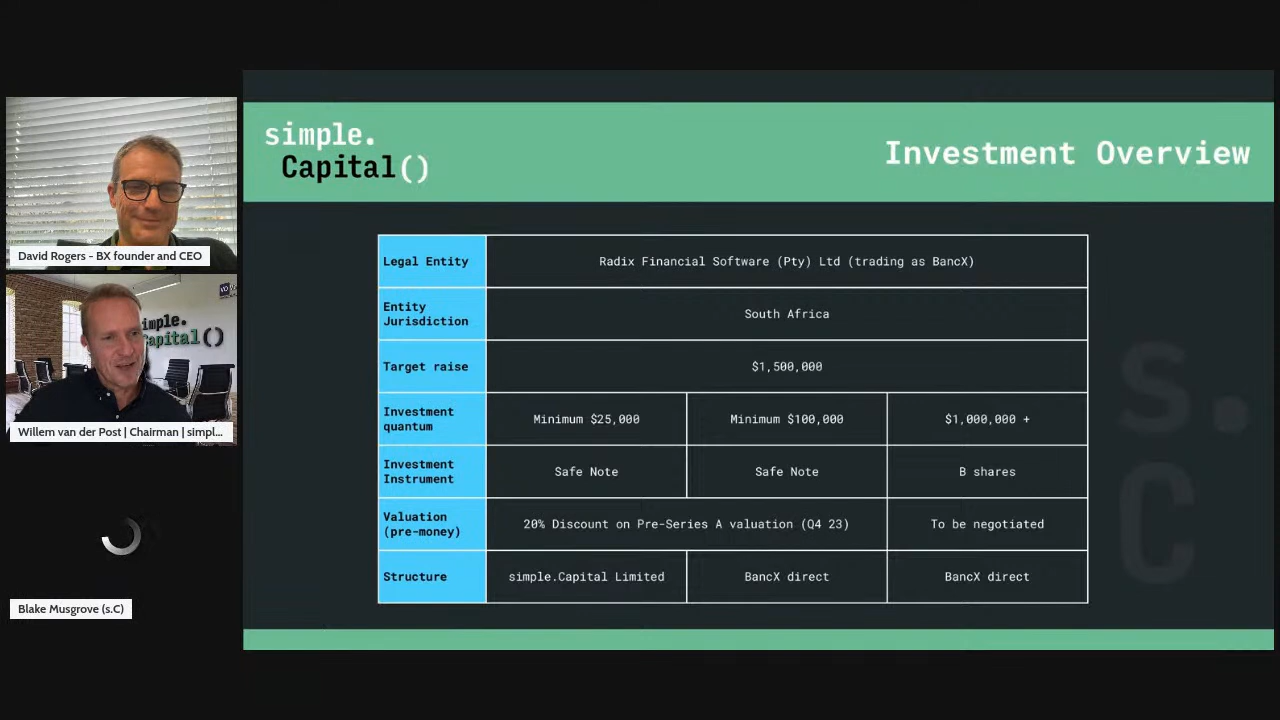 simple.
Capital()
Investment Overview
Legal Entity
Radix Financial Software (Pty) Ltd (trading as BancX)
Entity
Jurisdiction
South Africa
Target raise
$1,500,000
Investment
quantum
Minimum $25,000
Minimum $100,000
$1,000,000 +
Investment
Instrument
Safe Note
Safe Note
B shares
Valuation
(pre-money)
20% Discount on Pre-Series A valuation (Q4 23)
To be negotiated
Structure
simple.Capital Limited
BancX direct
BancX direct
s.
C
David Rogers - BX founder and CEO
imple.
Capital()
Willem van der Post | Chairman | simpl...
Blake Musgrove (s.C)